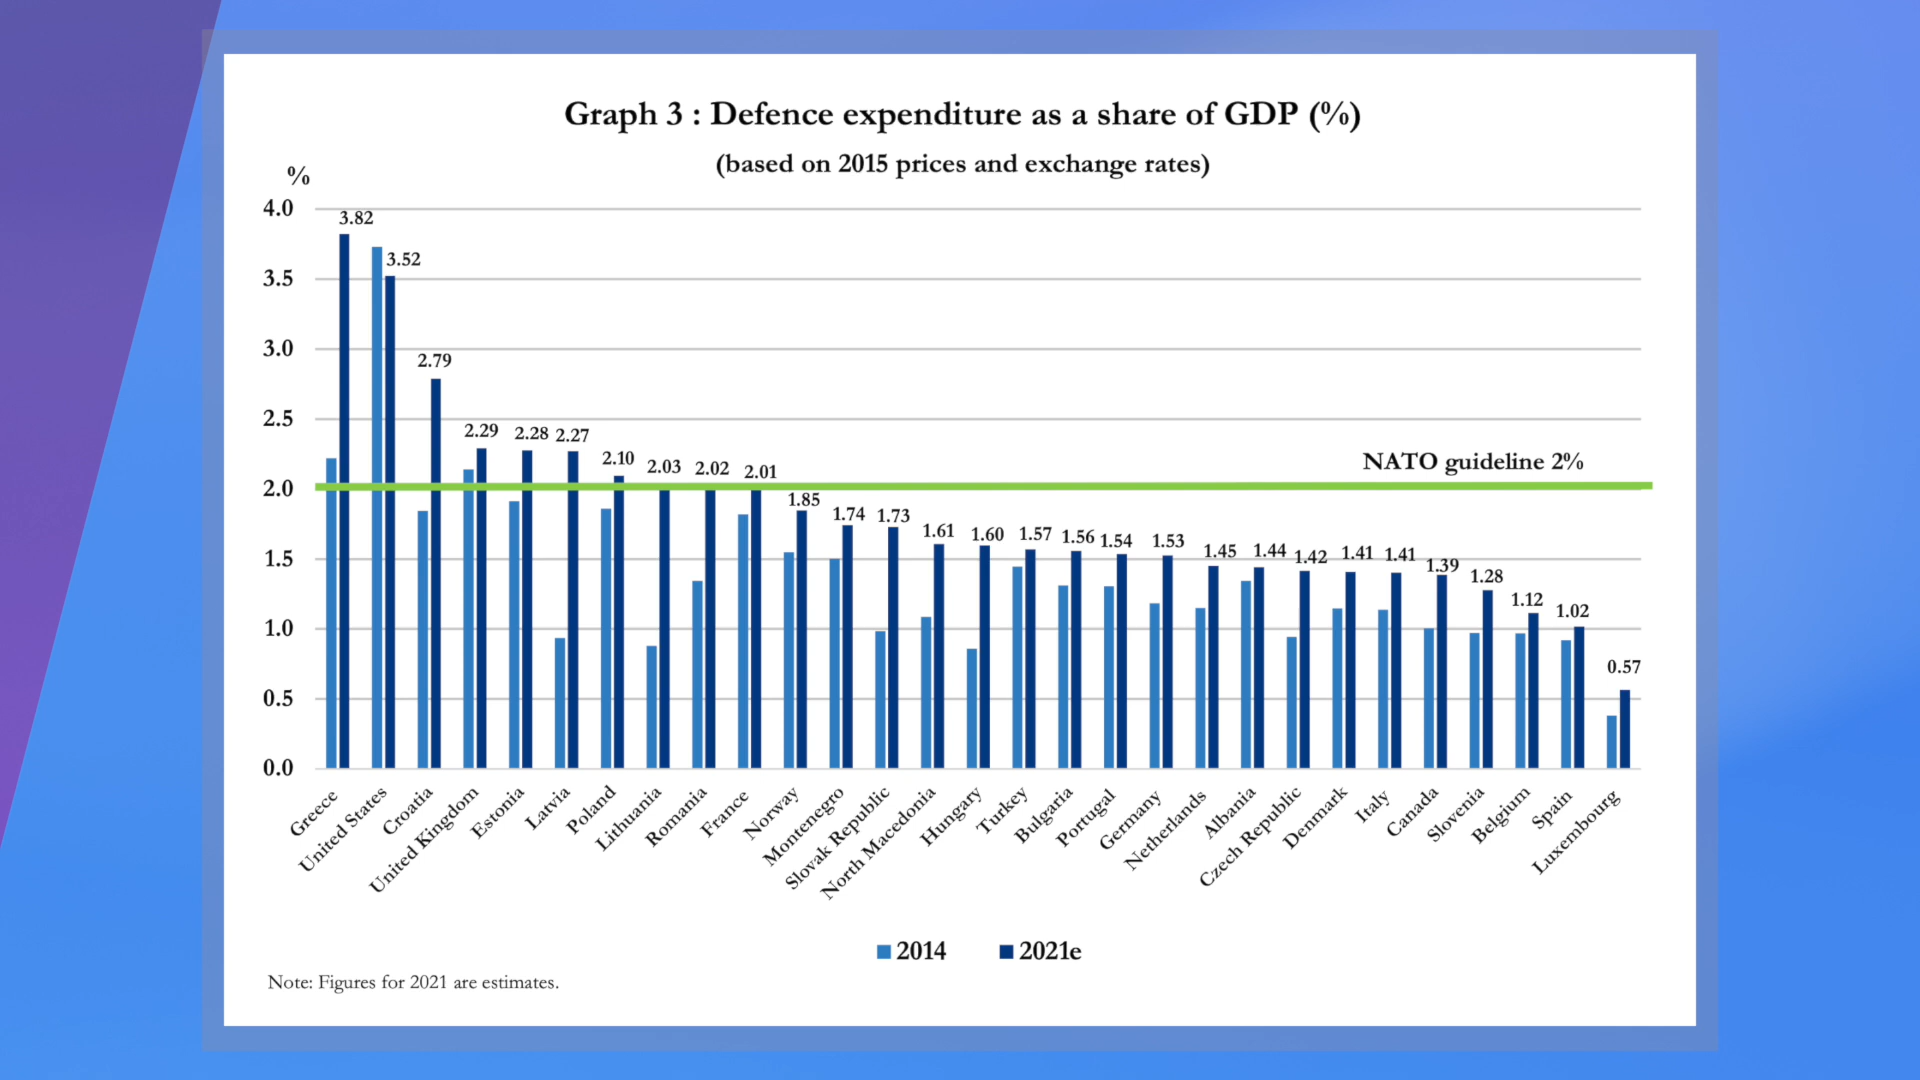 Graph 3 : Defence expenditure as a share of GDP (%)
(based on 2015 prices and exchange rates)
%
4.0
3.5
3.0
2.5
2.0
1.5
1.0
0.5
0.0
3.82
3.52
2.79
2.29
2.28
2.27
2.10
2.03
2.02
2.01
1.85
1.74
1.73
1.61
1.60
1.57
1.56
1.54
1.53
1.45
1.44
1.42
1.41
1.41
1.39
1.28
1.12
1.02
0.57
NATO guideline 2%
Greece
United States
Croatia
United Kingdom
Estonia
Latvia
Poland
Lithuania
Romania
France
Norway
Montenegro
Slovak Republic
North Macedonia
Hungary
Turkey
Bulgaria
Portugal
Germany
Netherlands
Albania
Czech Republic
Denmark
Italy
Canada
Slovenia
Belgium
Spain
Luxembourg
2014
2021e
Note: Figures for 2021 are estimates.